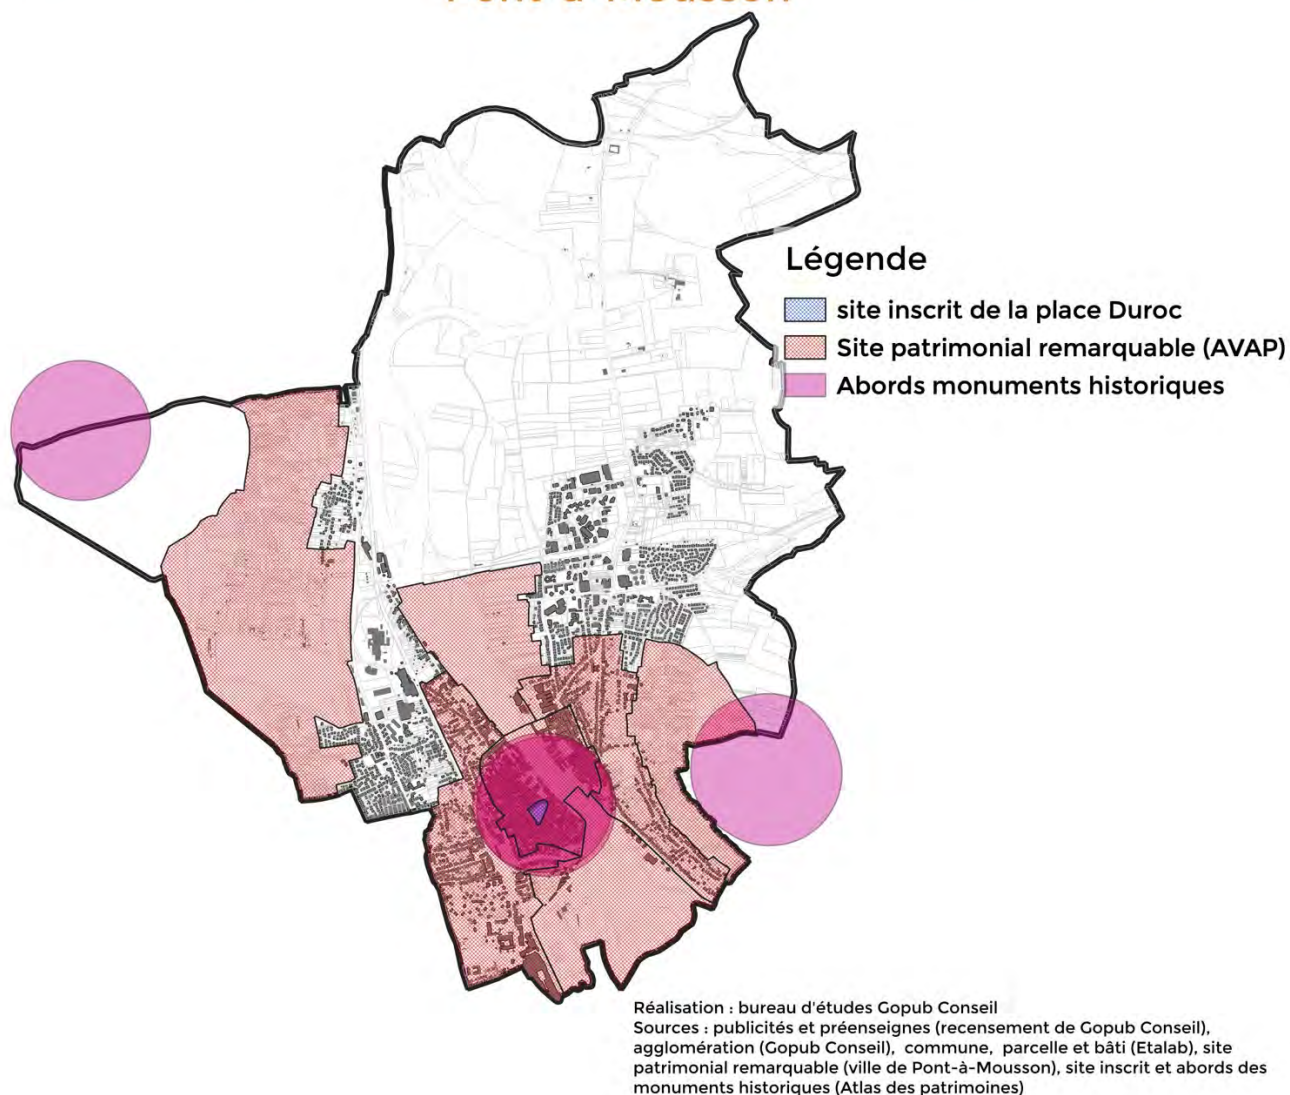 Pont-à-Mousson
Légende
site inscrit de la place Duroc
Site patrimonial remarquable (AVAP)
Abords monuments historiques
Réalisation : bureau d'études Gopub Conseil
Sources : publicités et préenseignes (recensement de Gopub Conseil),
agglomération (Gopub Conseil), commune, parcelle et bâti (Etalab), site
patrimonial remarquable (ville de Pont-à-Mousson), site inscrit et abords des
monuments historiques (Atlas des patrimoines)